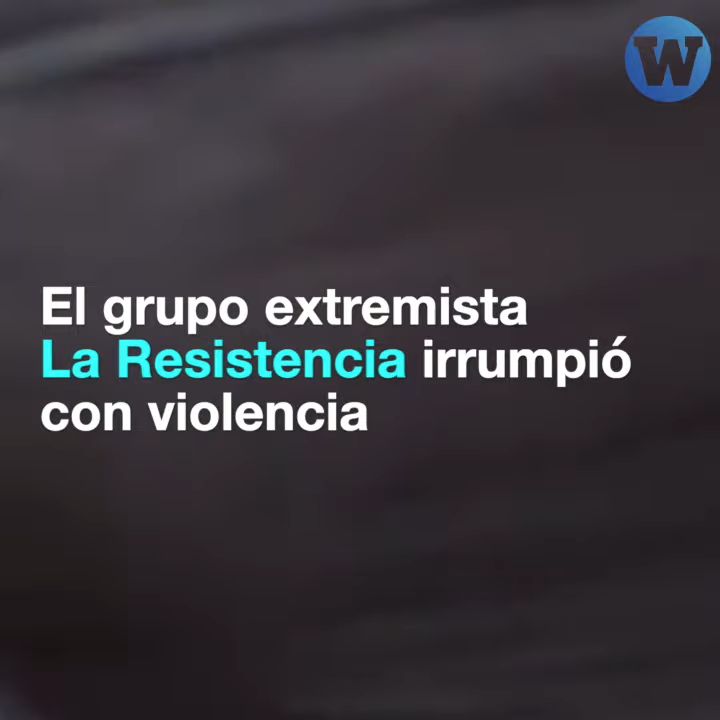 W
El grupo extremista
La Resistencia irrumpió
con violencia